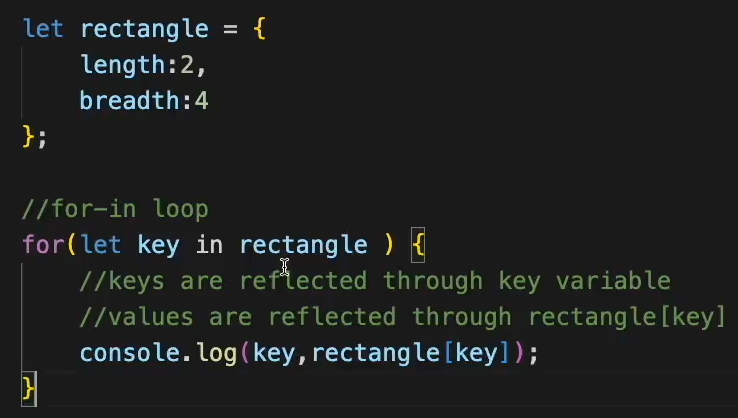 let rectangle = {
    length:2,
    breadth:4
};
//for-in loop
for(let key in rectangle ) {
    //keys are reflected through key variable
    //values are reflected through rectangle[key]
    console.log(key,rectangle[key]);
}